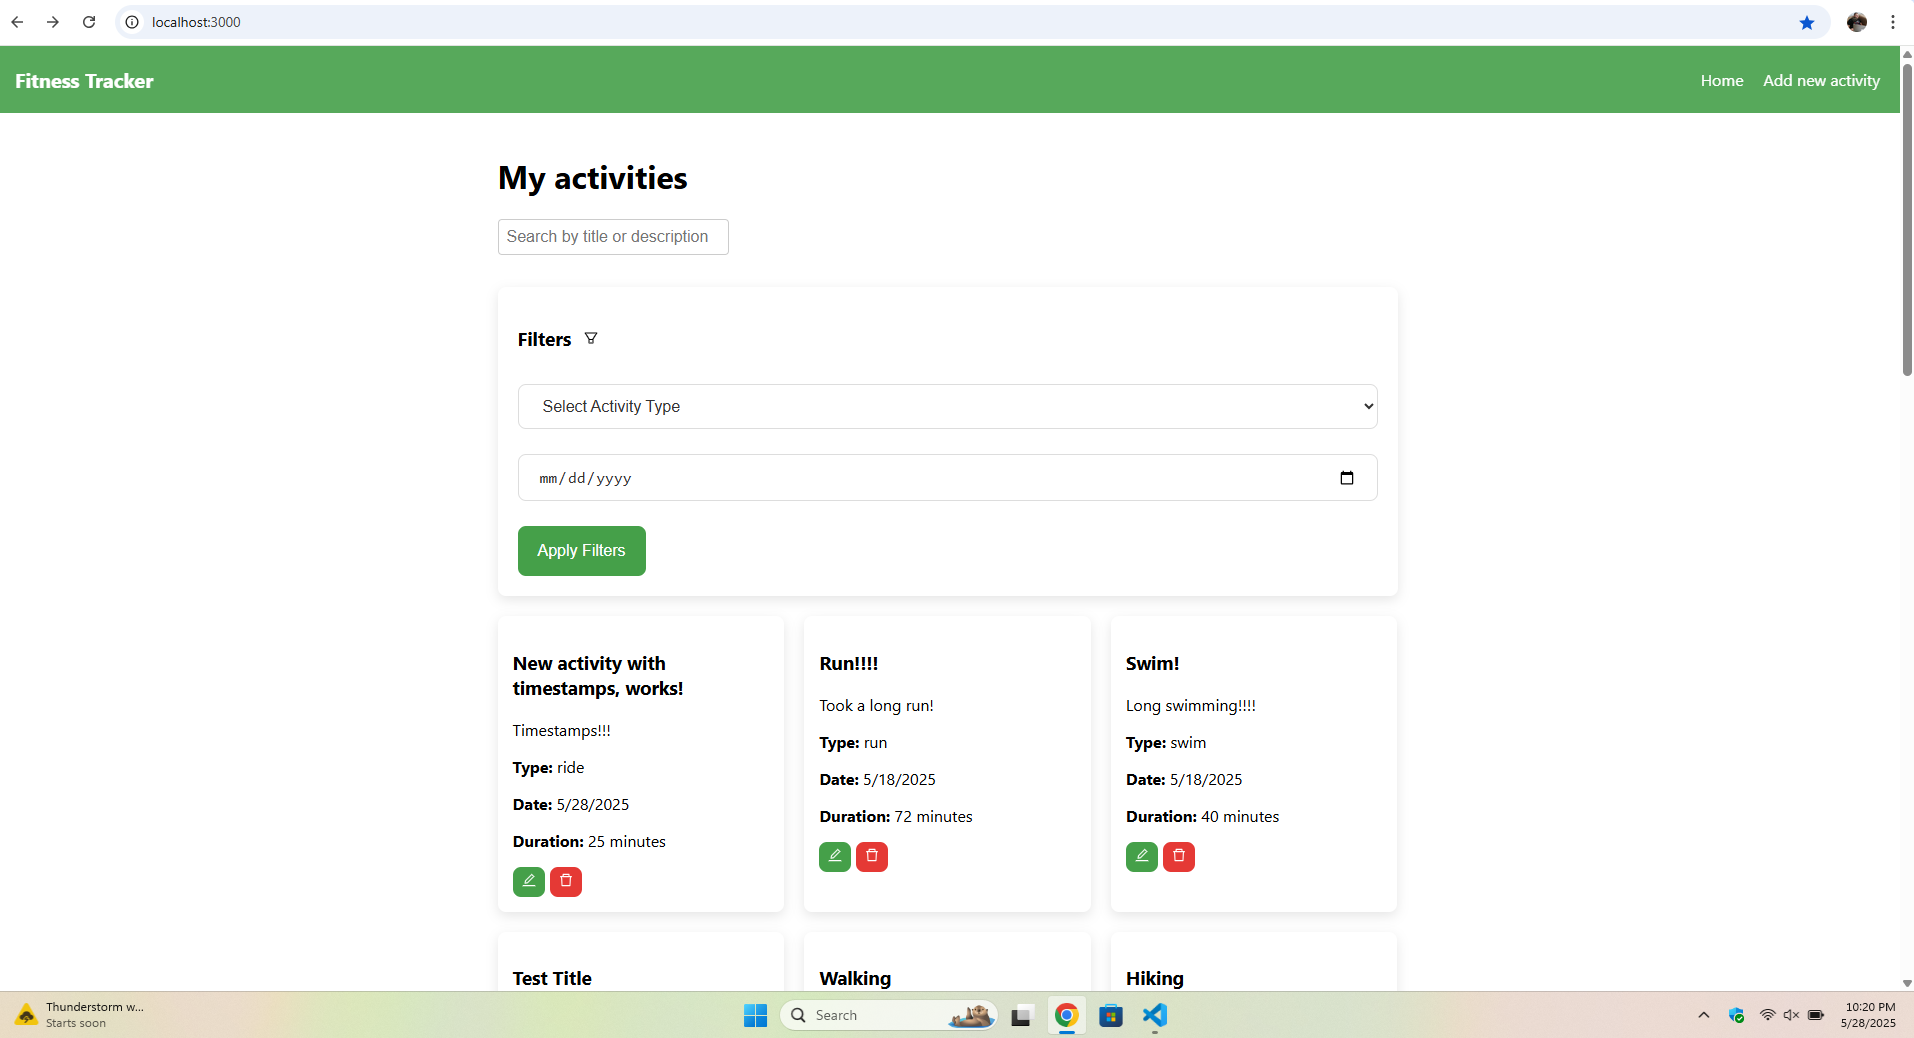 localhost:3000
Fitness Tracker
Home
Add new activity
My activities
Search by title or description
Filters
Select Activity Type
mm/dd/yyyy
Apply Filters
New activity with
timestamps, works!
Timestamps!!!
Type: ride
Date: 5/28/2025
Duration: 25 minutes
Run!!!!
Took a long run!
Type: run
Date: 5/18/2025
Duration: 72 minutes
Swim!
Long swimming!!!!
Type: swim
Date: 5/18/2025
Duration: 40 minutes
Test Title
Walking
Hiking
Thunderstorm w...
Starts soon
Search
10:20 PM
5/28/2025